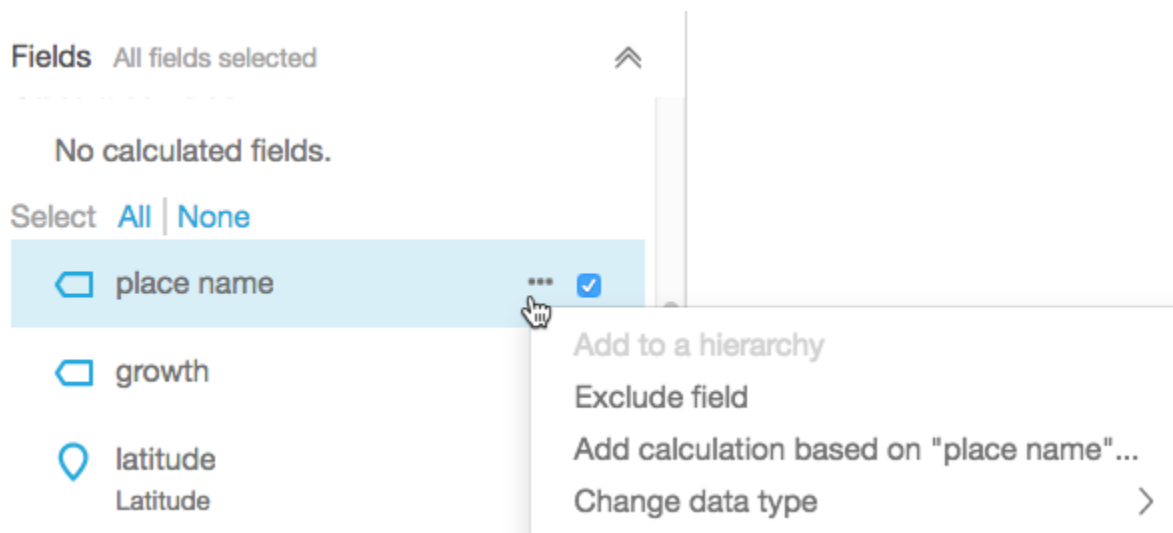 Fields All fields selected
No calculated fields.
Select All | None
place name ...
growth
latitude
Latitude
Add to a hierarchy
Exclude field
Add calculation based on "place name"...
Change data type